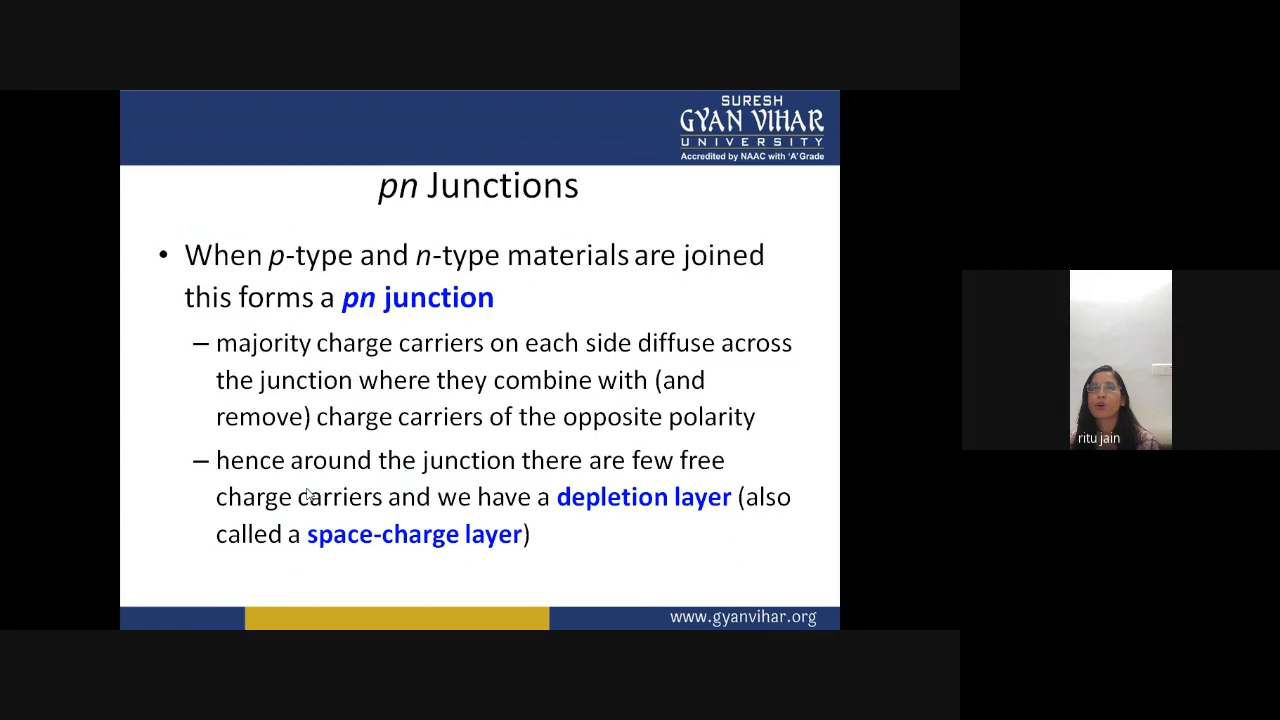 SURESH
GYAN VIHAR
UNIVERSITY
Accredited by NAAC with 'A' Grade
pn Junctions
• When p-type and n-type materials are joined
this forms a pn junction
– majority charge carriers on each side diffuse across
the junction where they combine with (and
remove) charge carriers of the opposite polarity
– hence around the junction there are few free
charge carriers and we have a depletion layer (also
called a space-charge layer)
www.gyanvihar.org
ritu jain